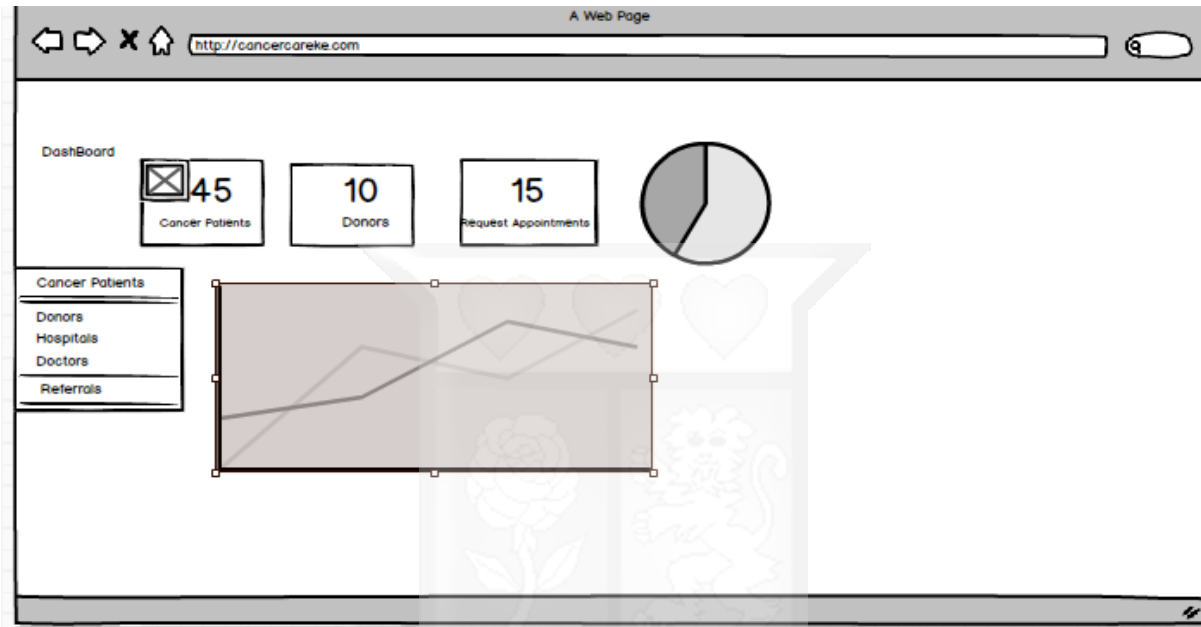 A Web Page
http://cancercareke.com
DashBoard
45
Cancer Patients
10
Donors
15
Request Appointments
Cancer Patients
Donors
Hospitals
Doctors
Referrals